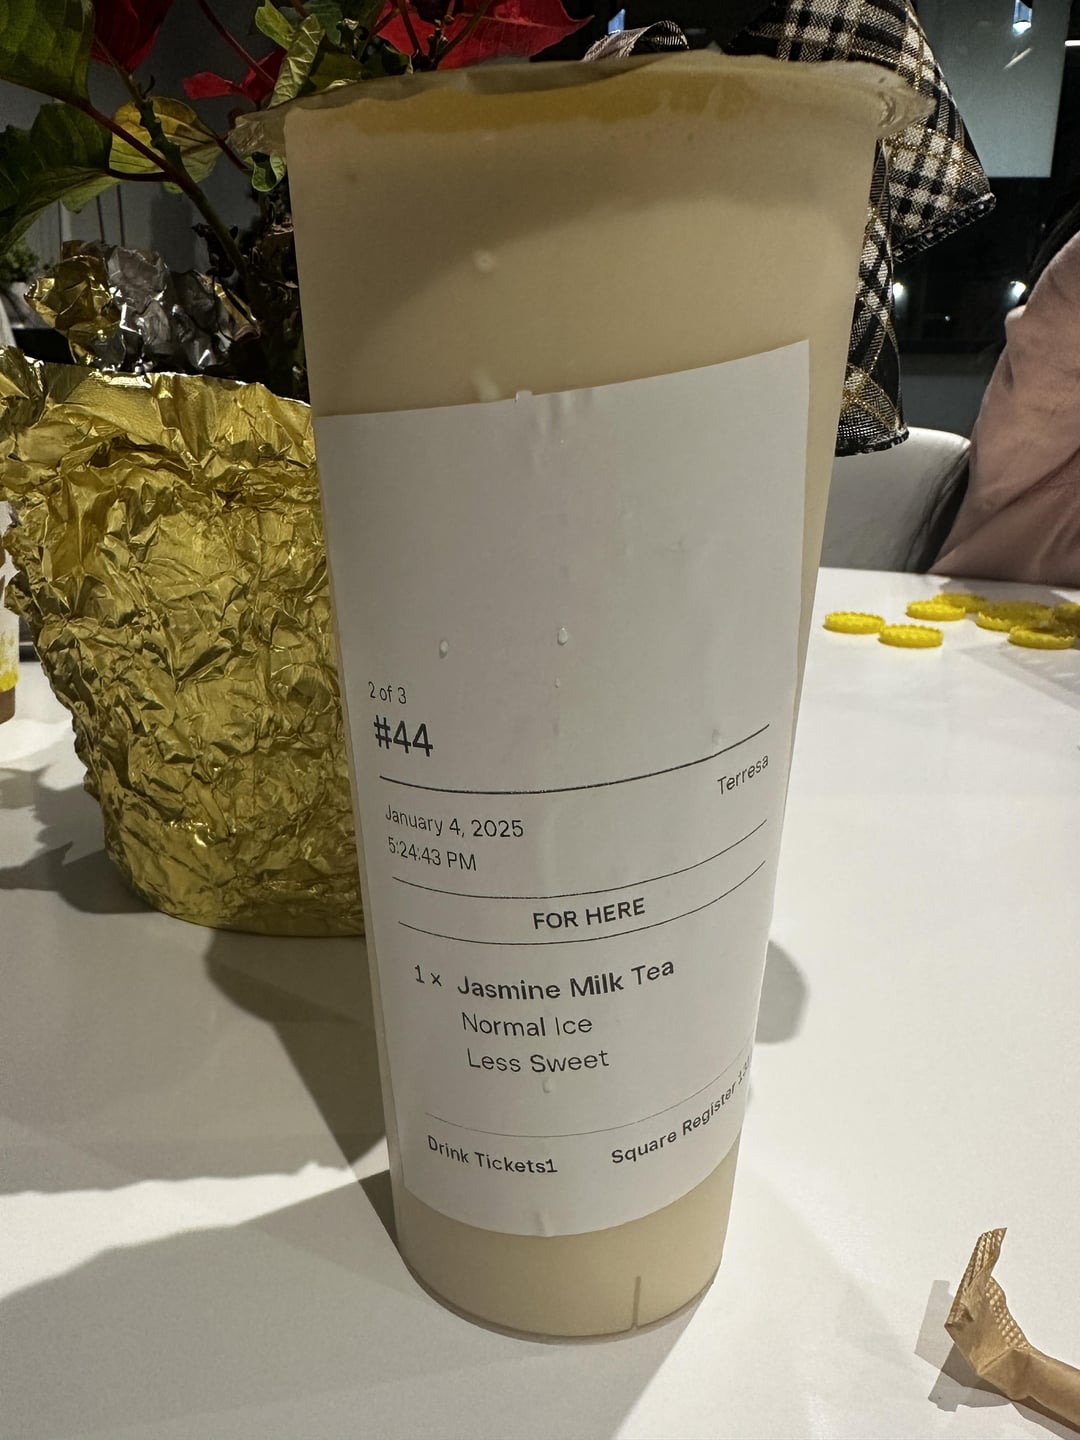 2 of 3
#44
Terresa
January 4, 2025
5:24:43 PM
FOR HERE
1 x Jasmine Milk Tea
Normal Ice
Less Sweet
Drink Tickets1
Square Register